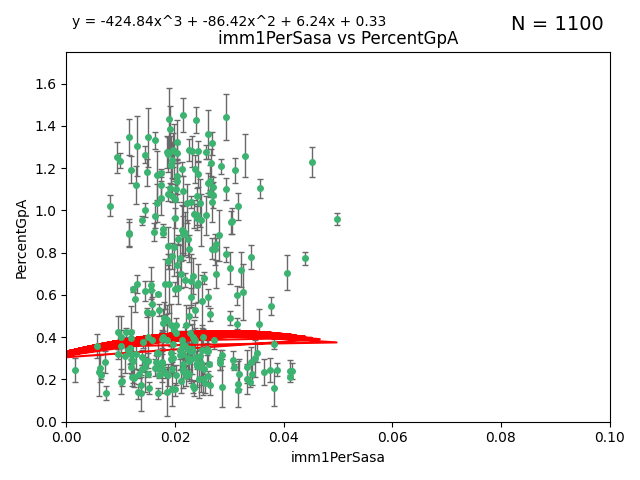 y = -424.84x^3 + -86.42x^2 + 6.24x + 0.33
N = 1100
imm1PerSasa vs PercentGpA
PercentGpA
1.6
1.4
1.2
1.0
0.8
0.6
0.4
0.2
0.0
0.00 0.02 0.04 0.06 0.08 0.10
imm1PerSasa